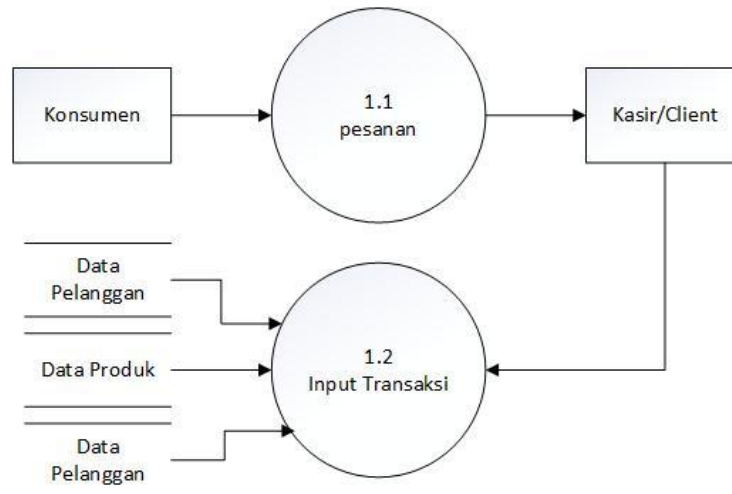 Konsumen
1.1
pesanan
Kasir/Client
Data
Pelanggan
Data Produk
Data
Pelanggan
1.2
Input Transaksi